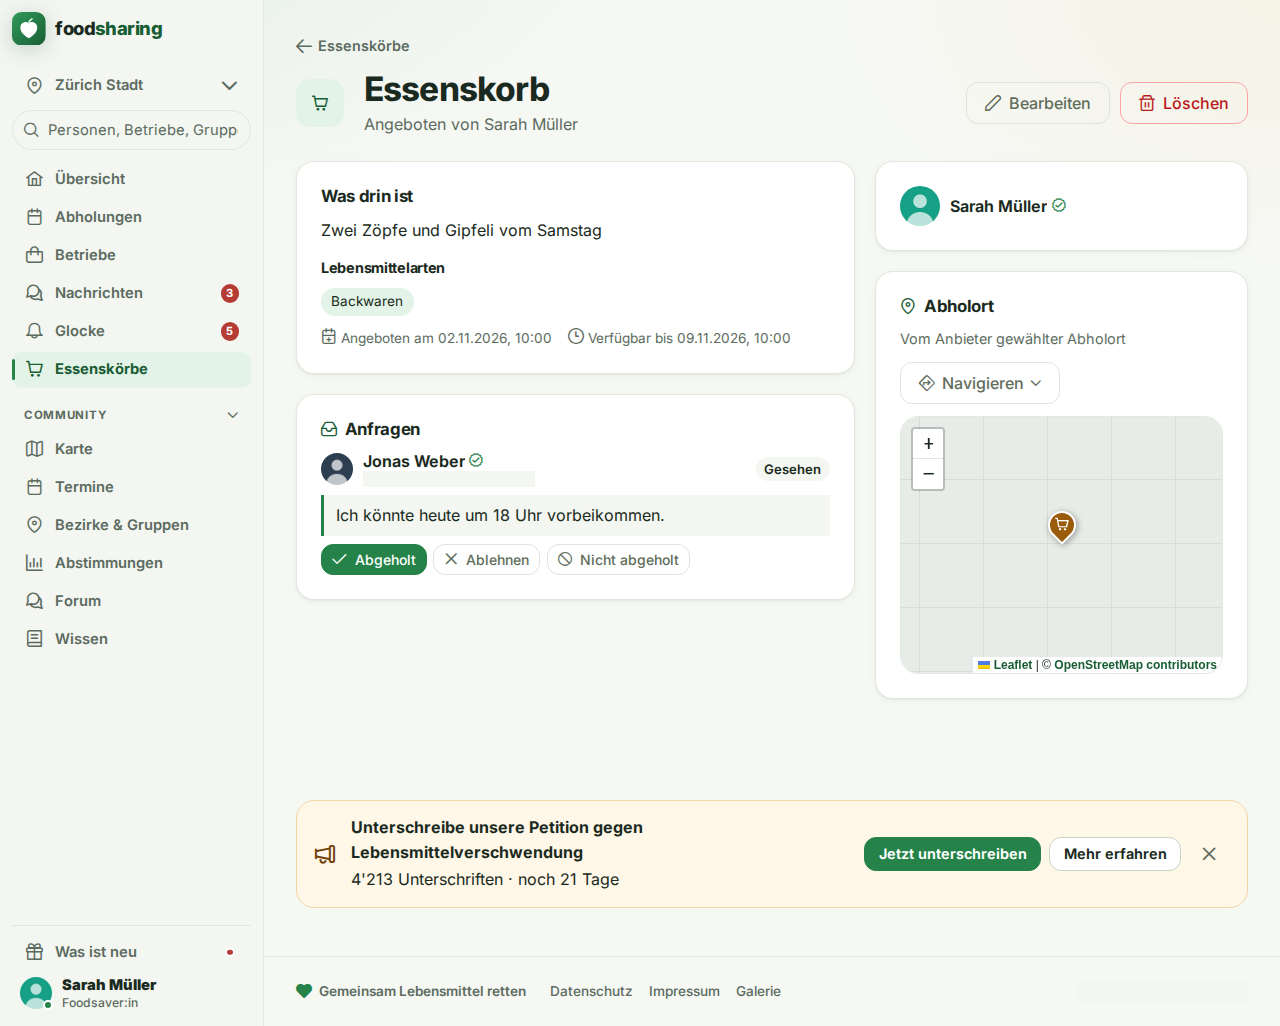 foodsharing
Zürich Stadt
Personen, Betriebe, Grupp
Übersicht
Abholungen
Betriebe
Nachrichten 3
Glocke 5
Essenskörbe
COMMUNITY
Karte
Termine
Bezirke & Gruppen
Abstimmungen
Forum
Wissen
Was ist neu
Sarah Müller
Foodsaver:in
Essenskörbe
Essenskorb
Angeboten von Sarah Müller
Bearbeiten
Löschen
Was drin ist
Zwei Zöpfe und Gipfeli vom Samstag
Lebensmittelarten
Backwaren
Angeboten am 02.11.2026, 10:00 Verfügbar bis 09.11.2026, 10:00
Anfragen
Jonas Weber
Gesehen
Ich könnte heute um 18 Uhr vorbeikommen.
Abgeholt Ablehnen Nicht abgeholt
Sarah Müller
Abholort
Vom Anbieter gewählter Abholort
Navigieren
+
−
Leaflet | © OpenStreetMap contributors
Unterschreibe unsere Petition gegen
Lebensmittelverschwendung
4'213 Unterschriften · noch 21 Tage
Jetzt unterschreiben
Mehr erfahren
Gemeinsam Lebensmittel retten Datenschutz Impressum Galerie